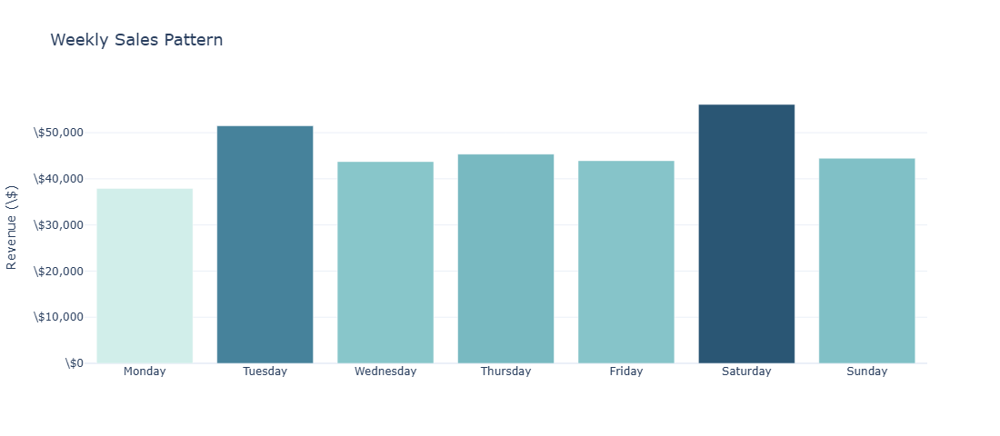 Weekly Sales Pattern
Revenue (\$)
\$50,000
\$40,000
\$30,000
\$20,000
\$10,000
\$0
Monday Tuesday Wednesday Thursday Friday Saturday Sunday